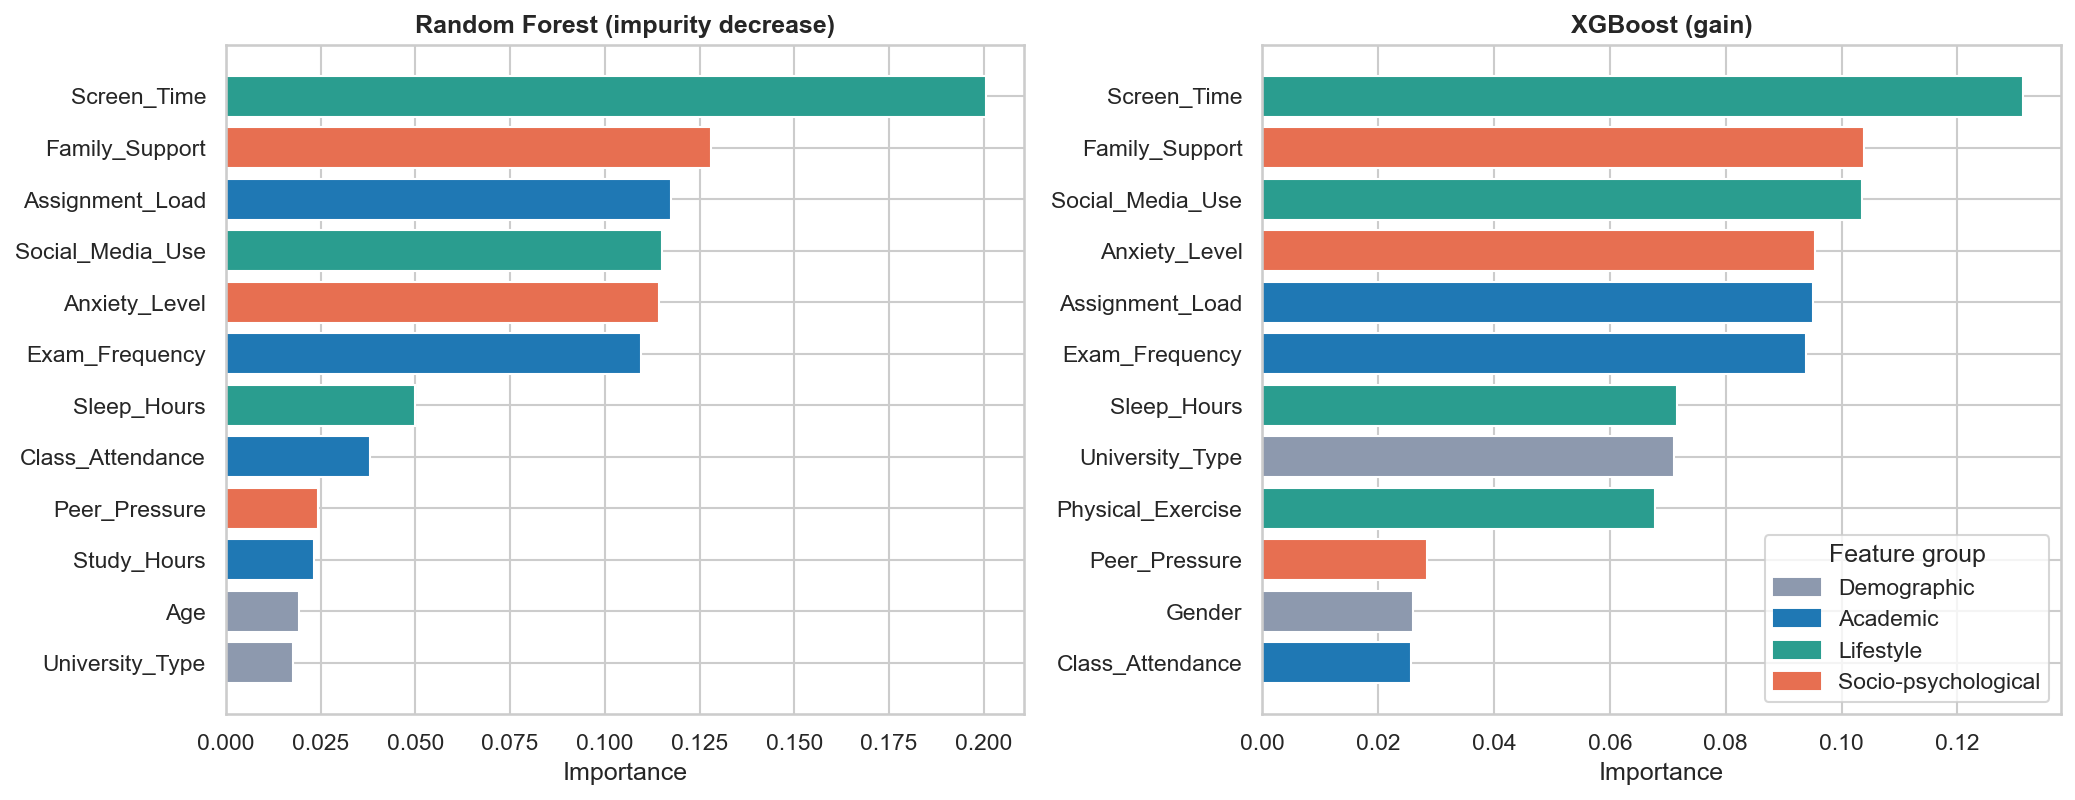 Random Forest (impurity decrease)
Screen_Time
Family_Support
Assignment_Load
Social_Media_Use
Anxiety_Level
Exam_Frequency
Sleep_Hours
Class_Attendance
Peer_Pressure
Study_Hours
Age
University_Type
0.000 0.025 0.050 0.075 0.100 0.125 0.150 0.175 0.200
Importance
XGBoost (gain)
Screen_Time
Family_Support
Social_Media_Use
Anxiety_Level
Assignment_Load
Exam_Frequency
Sleep_Hours
University_Type
Physical_Exercise
Peer_Pressure
Gender
Class_Attendance
0.00 0.02 0.04 0.06 0.08 0.10 0.12
Importance
Feature group
Demographic
Academic
Lifestyle
Socio-psychological